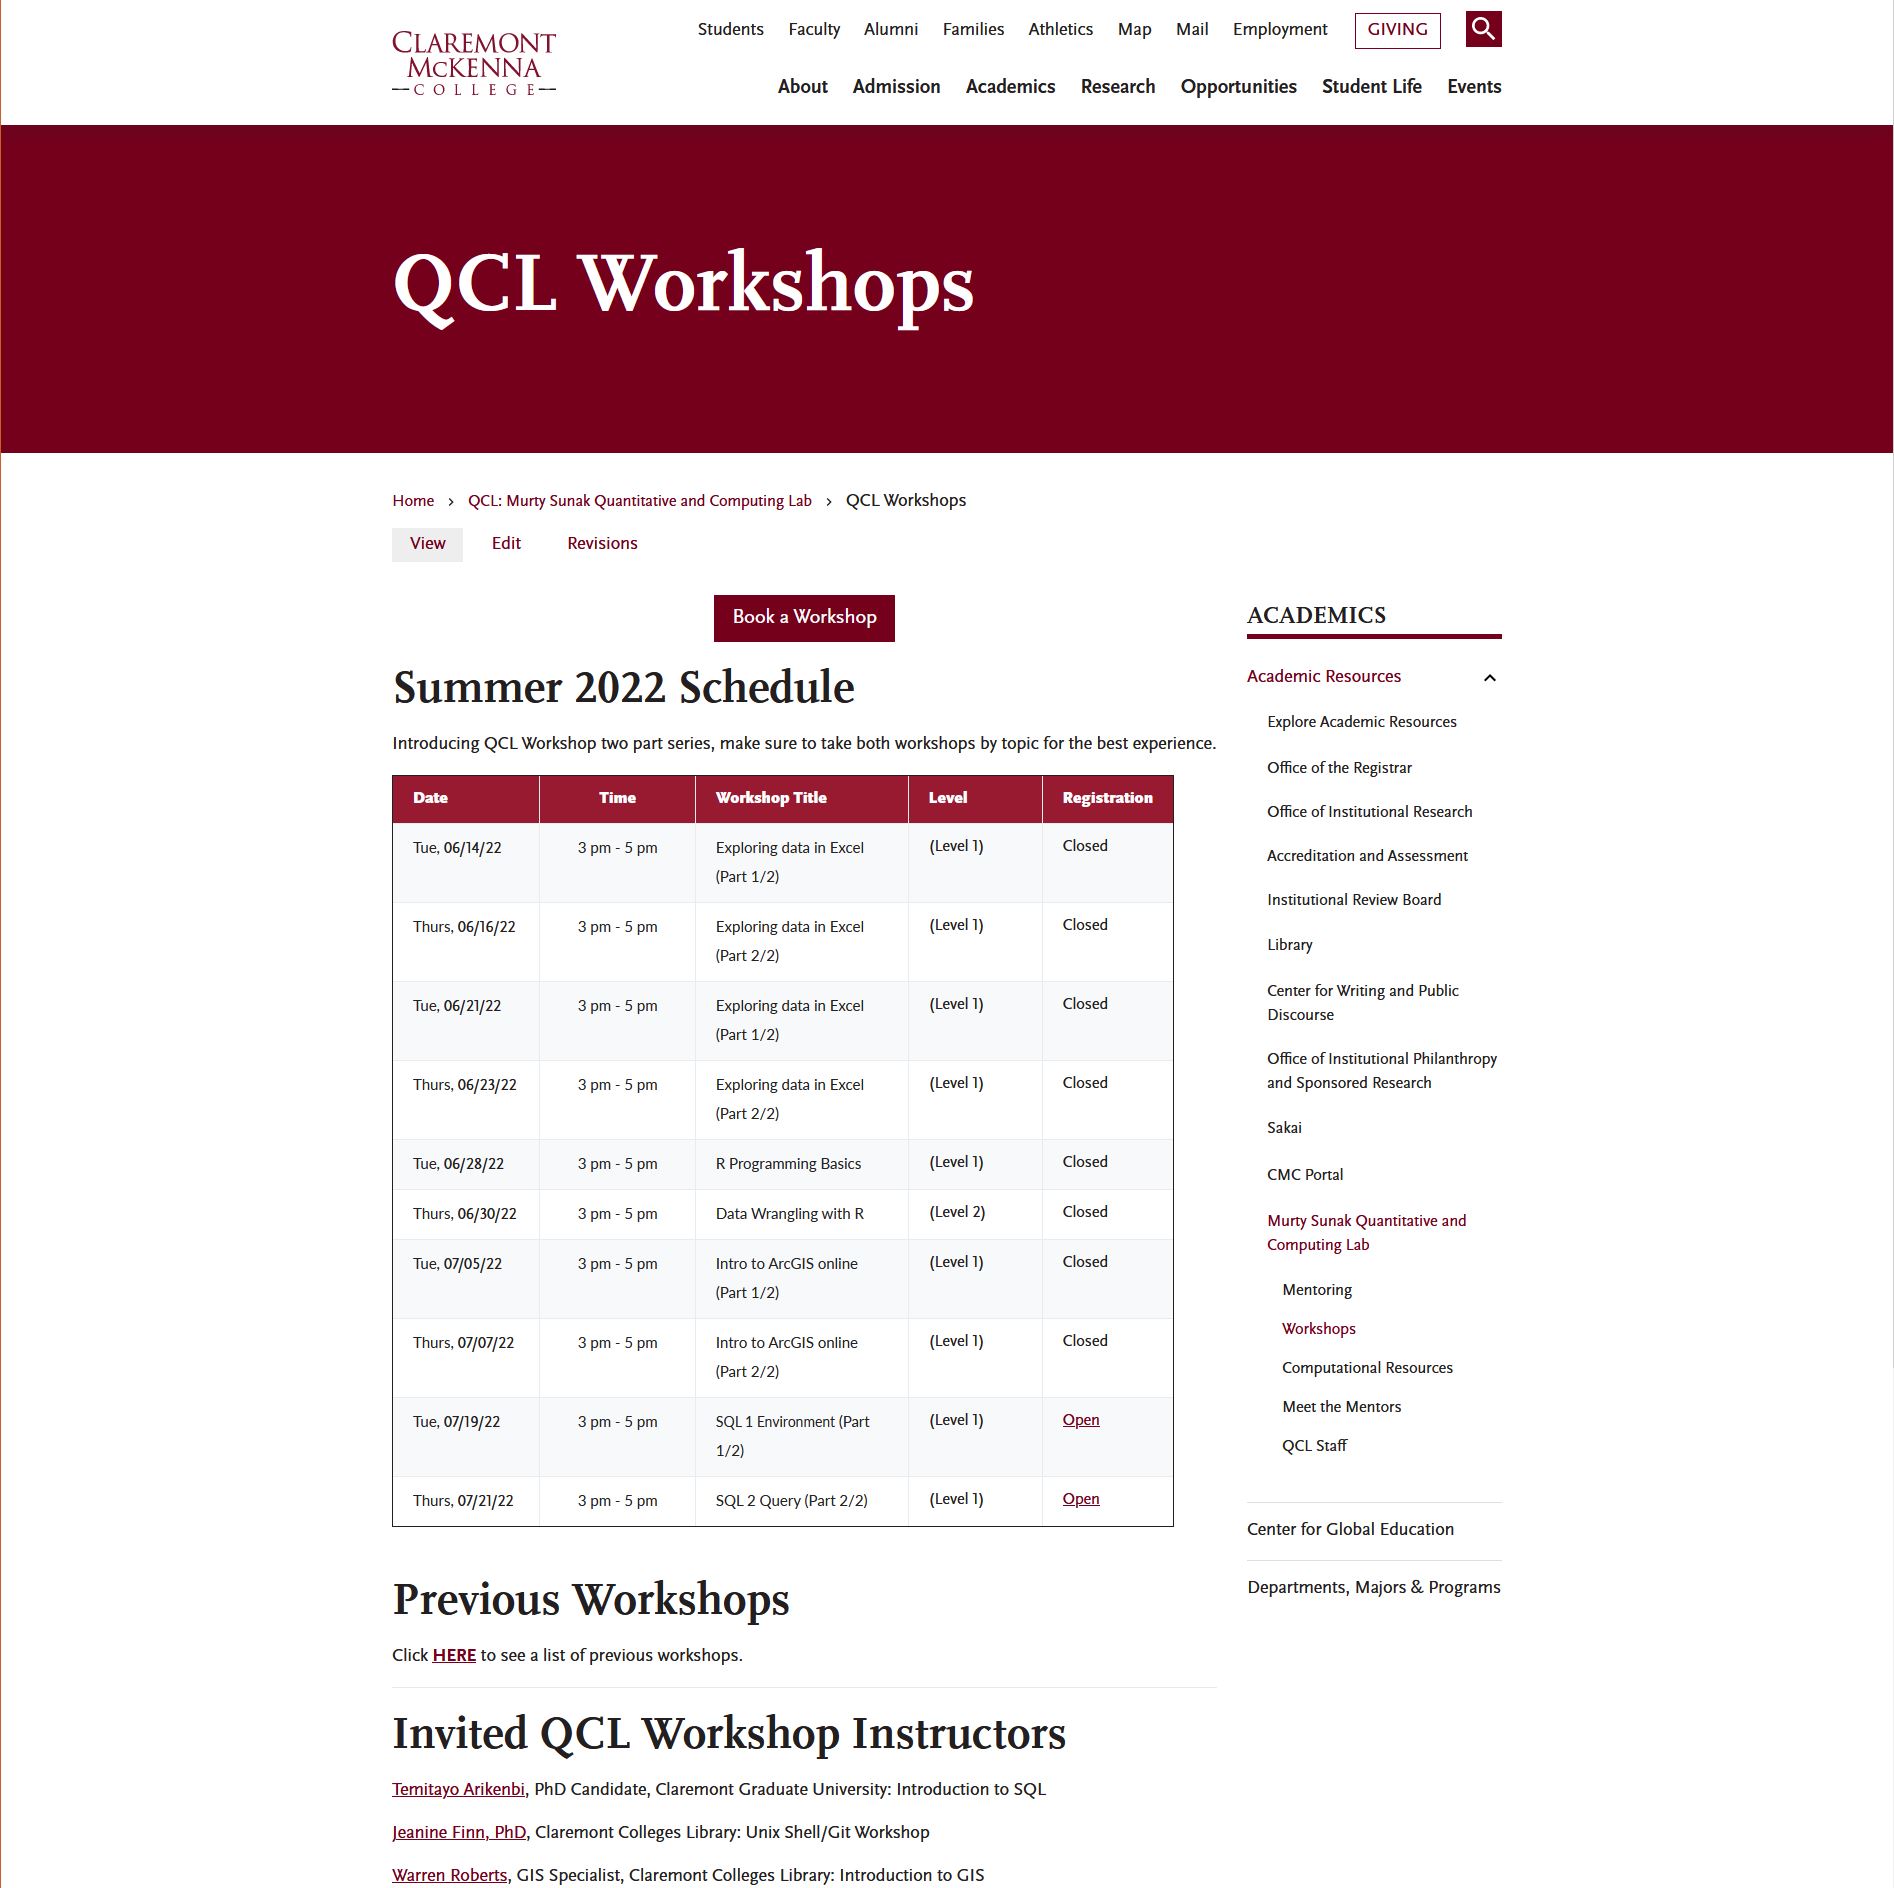 CLAREMONT
MCKENNA
COLLEGE
Students Faculty Alumni Families Athletics Map Mail Employment GIVING
About Admission Academics Research Opportunities Student Life Events
QCL Workshops
Home › QCL: Murty Sunak Quantitative and Computing Lab › QCL Workshops
View Edit Revisions
Book a Workshop
Summer 2022 Schedule
Introducing QCL Workshop two part series, make sure to take both workshops by topic for the best experience.
Date Time Workshop Title Level Registration
Tue, 06/14/22 3 pm - 5 pm Exploring data in Excel (Level 1) Closed
(Part 1/2)
Thurs, 06/16/22 3 pm - 5 pm Exploring data in Excel (Level 1) Closed
(Part 2/2)
Tue, 06/21/22 3 pm - 5 pm Exploring data in Excel (Level 1) Closed
(Part 1/2)
Thurs, 06/23/22 3 pm - 5 pm Exploring data in Excel (Level 1) Closed
(Part 2/2)
Tue, 06/28/22 3 pm - 5 pm R Programming Basics (Level 1) Closed
Thurs, 06/30/22 3 pm - 5 pm Data Wrangling with R (Level 2) Closed
Tue, 07/05/22 3 pm - 5 pm Intro to ArcGIS online (Level 1) Closed
(Part 1/2)
Thurs, 07/07/22 3 pm - 5 pm Intro to ArcGIS online (Level 1) Closed
(Part 2/2)
Tue, 07/19/22 3 pm - 5 pm SQL 1 Environment (Part (Level 1) Open
1/2)
Thurs, 07/21/22 3 pm - 5 pm SQL 2 Query (Part 2/2) (Level 1) Open
Previous Workshops
Click HERE to see a list of previous workshops.
Invited QCL Workshop Instructors
Temitayo Arikenbi, PhD Candidate, Claremont Graduate University: Introduction to SQL
Jeanine Finn, PhD, Claremont Colleges Library: Unix Shell/Git Workshop
Warren Roberts, GIS Specialist, Claremont Colleges Library: Introduction to GIS
ACADEMICS
Academic Resources
Explore Academic Resources
Office of the Registrar
Office of Institutional Research
Accreditation and Assessment
Institutional Review Board
Library
Center for Writing and Public
Discourse
Office of Institutional Philanthropy
and Sponsored Research
Sakai
CMC Portal
Murty Sunak Quantitative and
Computing Lab
Mentoring
Workshops
Computational Resources
Meet the Mentors
QCL Staff
Center for Global Education
Departments, Majors & Programs